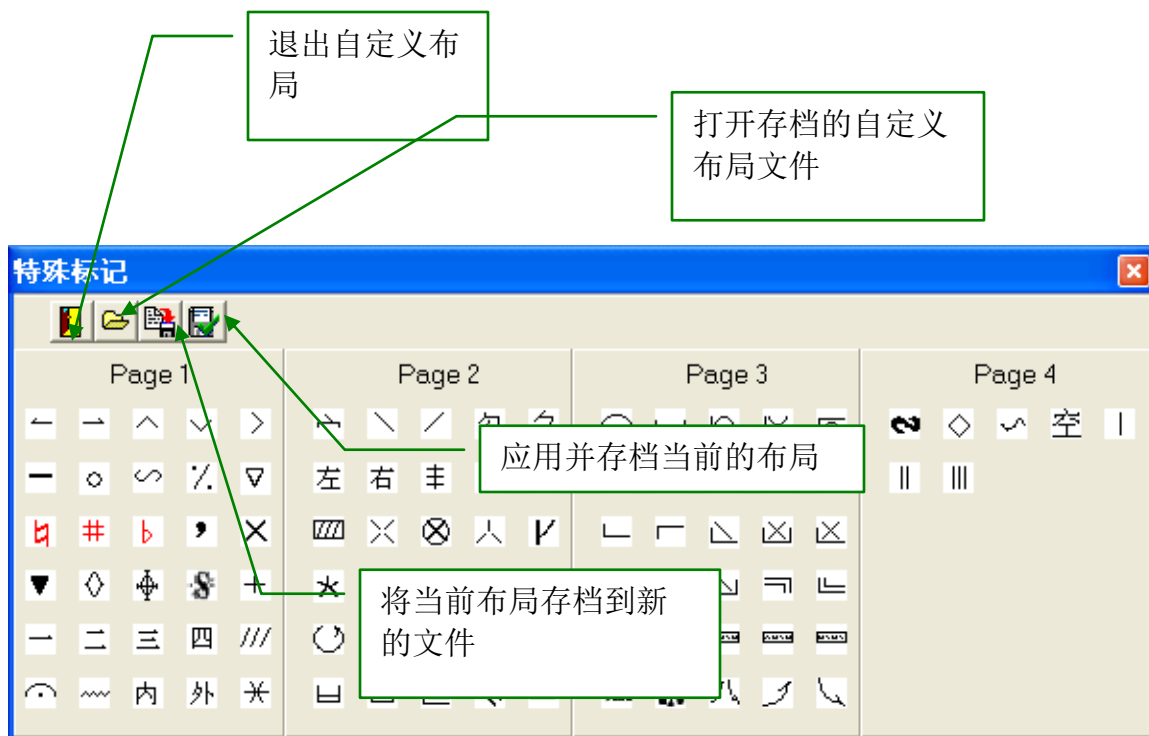 退出自定义布
局
打开存档的自定义
布局文件
特殊标记
Page 1
Page 2
Page 3
Page 4
空
应用并存档当前的布局
左 右
将当前布局存档到新
的文件
一 二 三 四
内 外